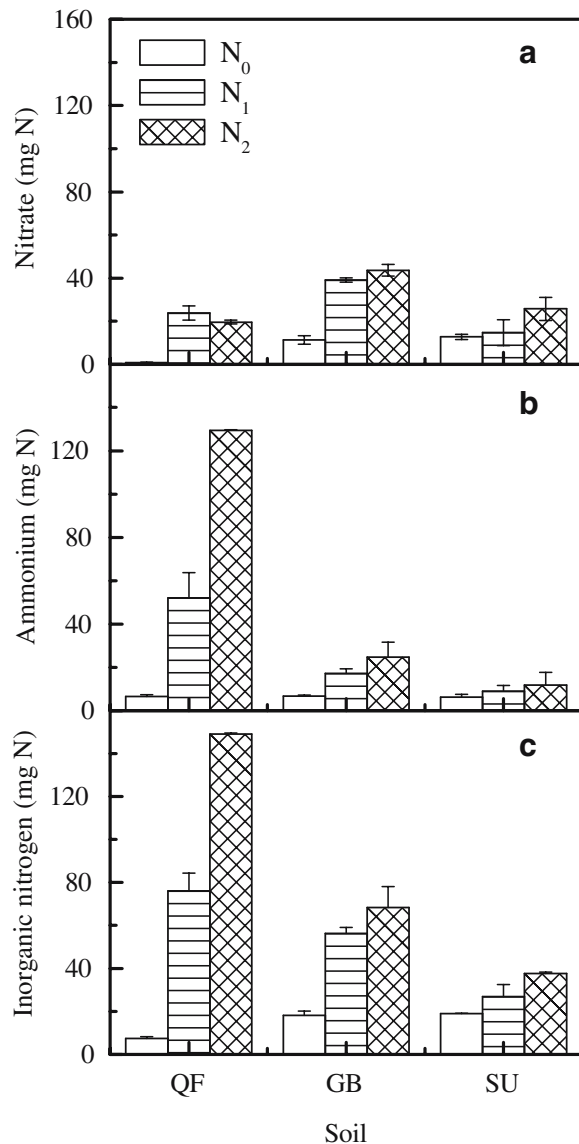 160
120
80
40
0
Nitrate (mg N)
N₀
N₁
N₂
a
120
80
40
0
Ammonium (mg N)
b
120
80
40
0
Inorganic nitrogen (mg N)
c
QF GB SU
Soil